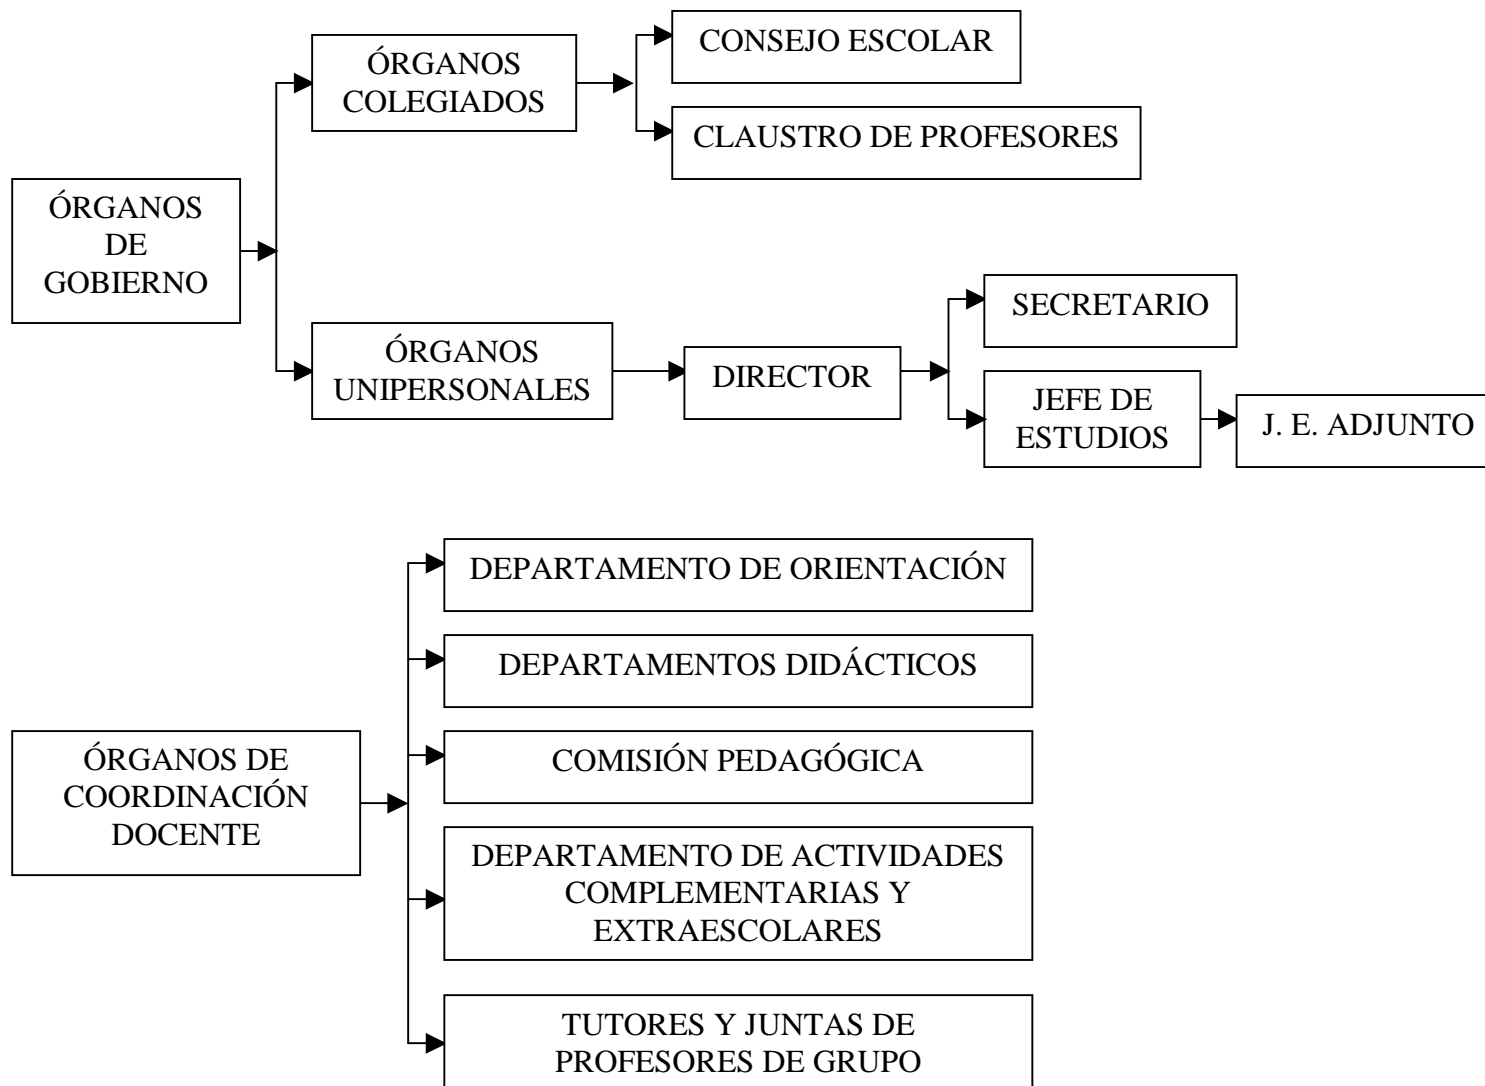 ÓRGANOS
COLEGIADOS
CONSEJO ESCOLAR
CLAUSTRO DE PROFESORES
ÓRGANOS
DE
GOBIERNO
ÓRGANOS
UNIPERSONALES
DIRECTOR
SECRETARIO
JEFE DE
ESTUDIOS
J. E. ADJUNTO
DEPARTAMENTO DE ORIENTACIÓN
DEPARTAMENTOS DIDÁCTICOS
COMISIÓN PEDAGÓGICA
ÓRGANOS DE
COORDINACIÓN
DOCENTE
DEPARTAMENTO DE ACTIVIDADES
COMPLEMENTARIAS Y
EXTRAESCOLARES
TUTORES Y JUNTAS DE
PROFESORES DE GRUPO